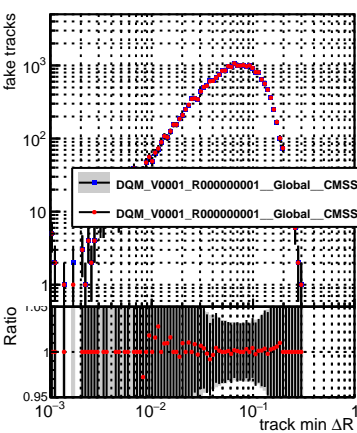 fake tracks
10³
10²
10
1
DQM_V0001_R000000001__Global__CMSS
DQM_V0001_R000000001__Global__CMSS
Ratio
1.05
1
0.95
10⁻³ 10⁻² 10⁻¹ 1
track min ΔR